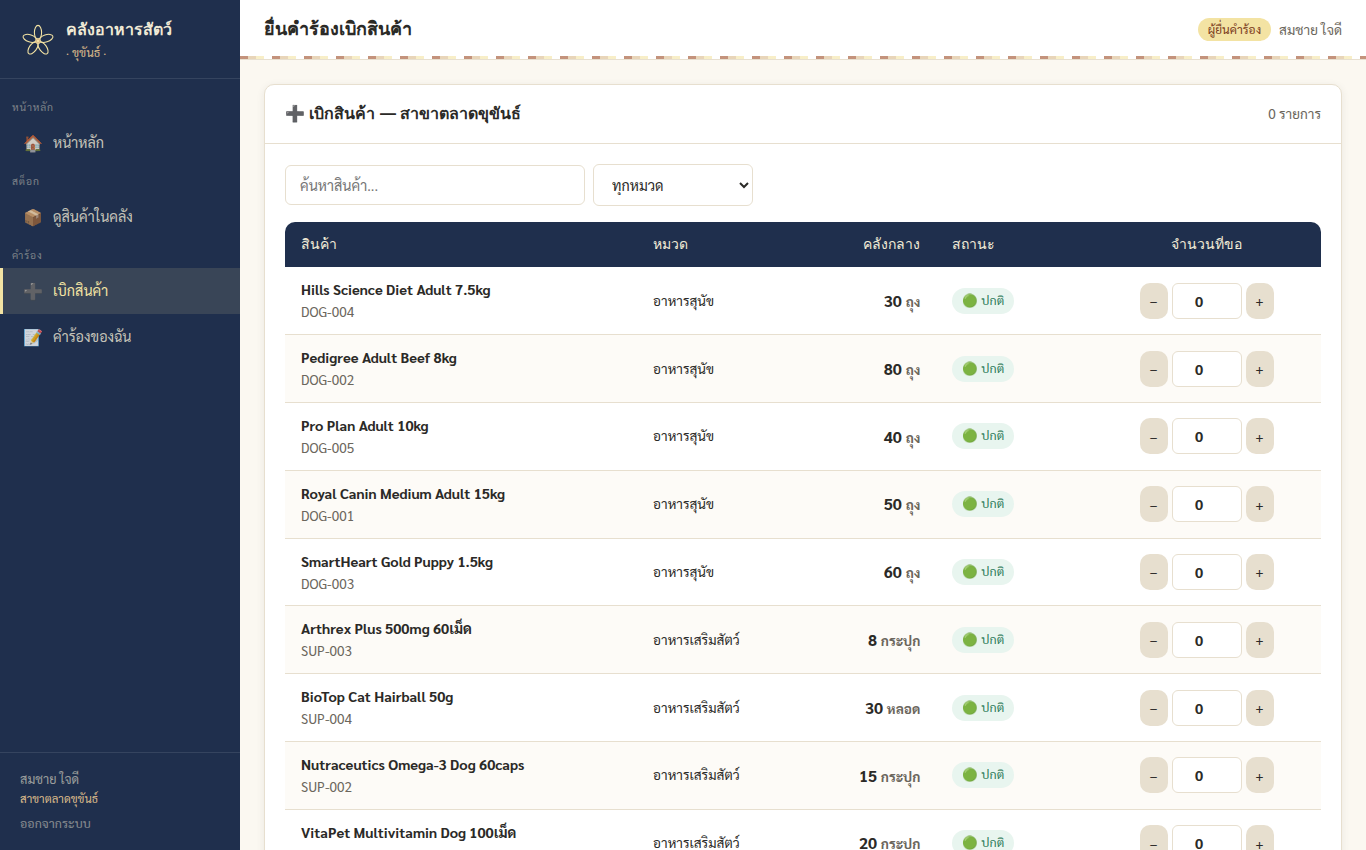 คลังอาหารสัตว์
· ขุขันธ์ ·
หน้าหลัก
🏠 หน้าหลัก
สต็อก
📦 ดูสินค้าในคลัง
คำร้อง
➕ เบิกสินค้า
📝 คำร้องของฉัน
สมชาย ใจดี
สาขาตลาดขุขันธ์
ออกจากระบบ
ยื่นคำร้องเบิกสินค้า
ผู้ยื่นคำร้อง สมชาย ใจดี
➕ เบิกสินค้า — สาขาตลาดขุขันธ์ 0 รายการ
ค้นหาสินค้า... ทุกหมวด
สินค้า หมวด คลังกลาง สถานะ จำนวนที่ขอ
Hills Science Diet Adult 7.5kg
DOG-004
อาหารสุนัข 30 ถุง 🟢 ปกติ − 0 +
Pedigree Adult Beef 8kg
DOG-002
อาหารสุนัข 80 ถุง 🟢 ปกติ − 0 +
Pro Plan Adult 10kg
DOG-005
อาหารสุนัข 40 ถุง 🟢 ปกติ − 0 +
Royal Canin Medium Adult 15kg
DOG-001
อาหารสุนัข 50 ถุง 🟢 ปกติ − 0 +
SmartHeart Gold Puppy 1.5kg
DOG-003
อาหารสุนัข 60 ถุง 🟢 ปกติ − 0 +
Arthrex Plus 500mg 60เม็ด
SUP-003
อาหารเสริมสัตว์ 8 กระปุก 🟢 ปกติ − 0 +
BioTop Cat Hairball 50g
SUP-004
อาหารเสริมสัตว์ 30 หลอด 🟢 ปกติ − 0 +
Nutraceutics Omega-3 Dog 60caps
SUP-002
อาหารเสริมสัตว์ 15 กระปุก 🟢 ปกติ − 0 +
VitaPet Multivitamin Dog 100เม็ด
อาหารเสริมสัตว์ 20 กระปุก 🟢 ปกติ − 0 +